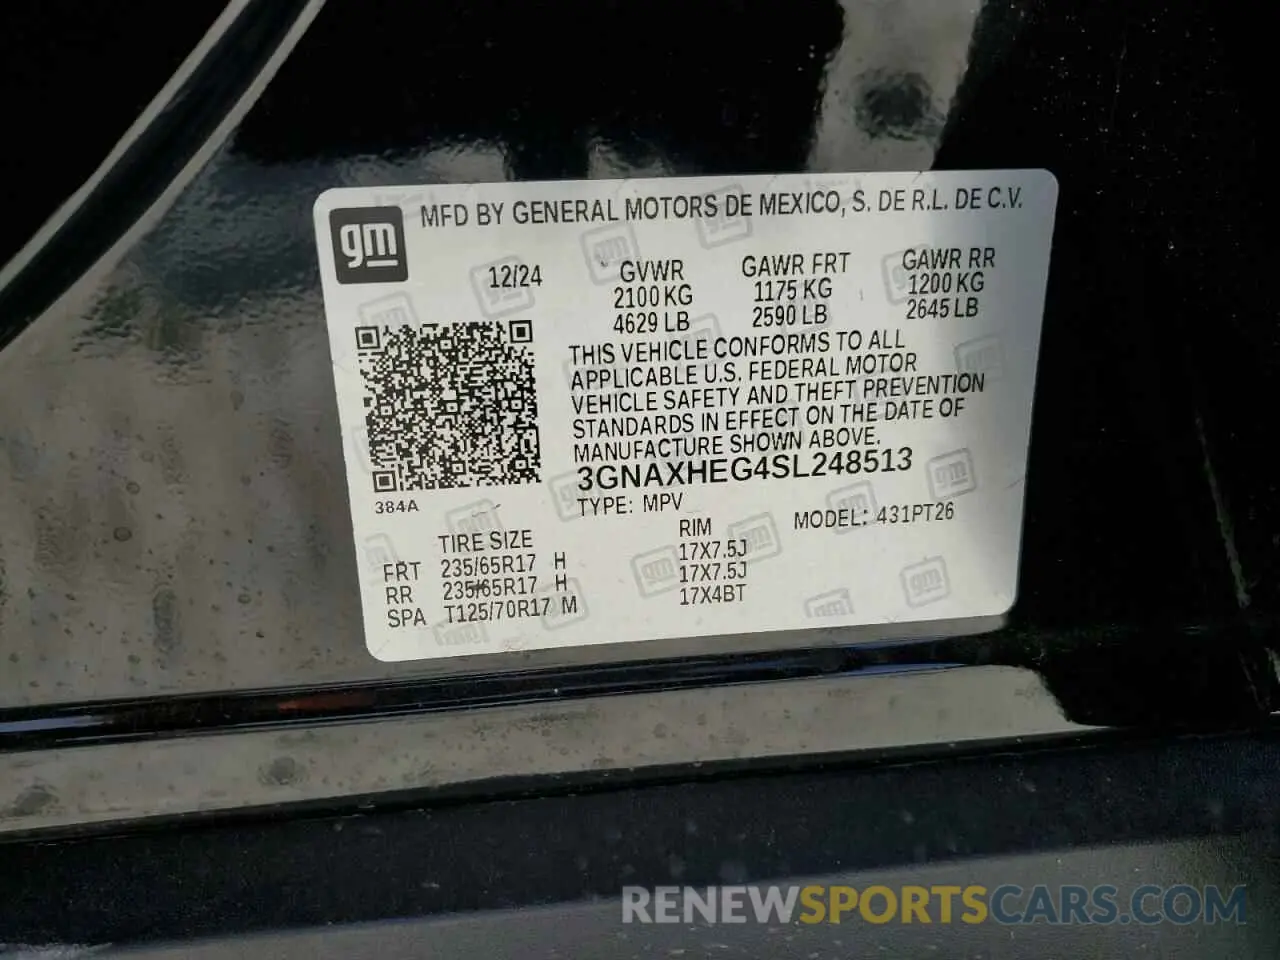 gm
MFD BY GENERAL MOTORS DE MEXICO, S. DE R.L. DE C.V.
12/24
GVWR GAWR FRT GAWR RR
2100 KG 1175 KG 1200 KG
4629 LB 2590 LB 2645 LB
THIS VEHICLE CONFORMS TO ALL
APPLICABLE U.S. FEDERAL MOTOR
VEHICLE SAFETY AND THEFT PREVENTION
STANDARDS IN EFFECT ON THE DATE OF
MANUFACTURE SHOWN ABOVE.
3GNAXHEG4SL248513
384A
TYPE: MPV
MODEL: 431PT26
TIRE SIZE RIM
FRT 235/65R17 H 17X7.5J
RR 235/65R17 H 17X7.5J
SPA T125/70R17 M 17X4BT
RENEWSPORTSCARS.COM